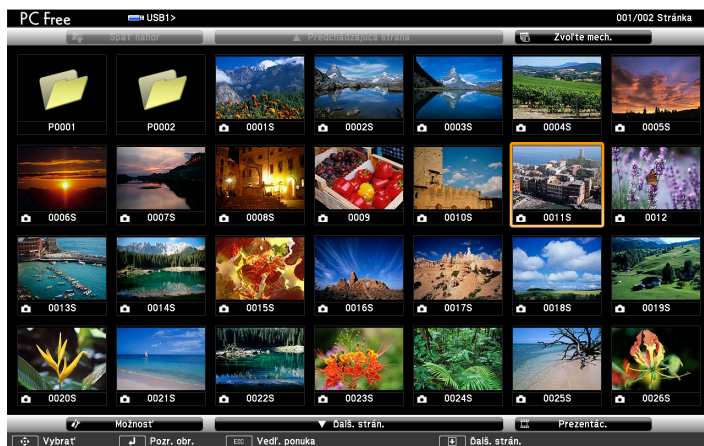 PC Free USB1> 001/002 Stránka
Späť nahor ▲ Predchádzajúca strana Zvoľte mech.
P0001 P0002 0001S 0002S 0003S 0004S 0005S
0006S 0007S 0008S 0009 0010S 0011S 0012
0013S 0014S 0015S 0016S 0017S 0018S 0019S
0020S 0021S 0022S 0023S 0024S 0025S 0026S
Možnosť ▼ Ďalš. strán. Prezentác.
Vybrať Pozr. obr. ESC Vedľ. ponuka Ďalš. strán.